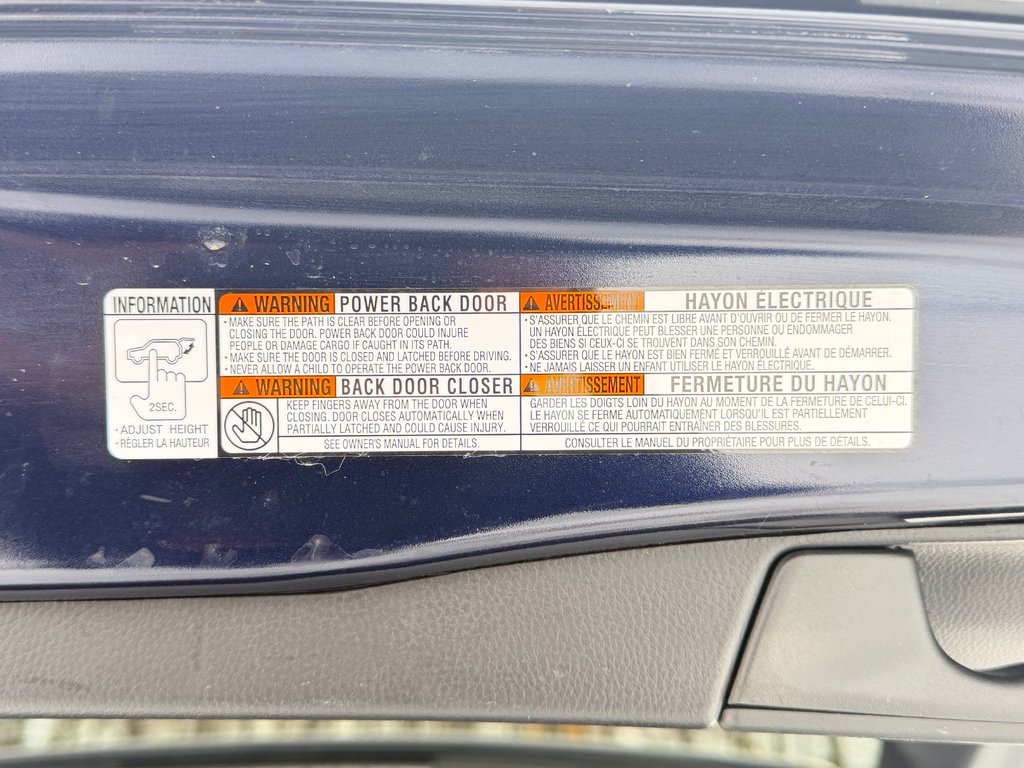 INFORMATION
2SEC.
· ADJUST HEIGHT
· RÉGLER LA HAUTEUR
WARNING POWER BACK DOOR
· MAKE SURE THE PATH IS CLEAR BEFORE OPENING OR
CLOSING THE DOOR. POWER BACK DOOR COULD INJURE
PEOPLE OR DAMAGE CARGO IF CAUGHT IN ITS PATH.
· MAKE SURE THE DOOR IS CLOSED AND LATCHED BEFORE DRIVING.
· NEVER ALLOW A CHILD TO OPERATE THE POWER BACK DOOR.
WARNING BACK DOOR CLOSER
KEEP FINGERS AWAY FROM THE DOOR WHEN
CLOSING. DOOR CLOSES AUTOMATICALLY WHEN
PARTIALLY LATCHED AND COULD CAUSE INJURY.
SEE OWNER'S MANUAL FOR DETAILS.
AVERTISSEMENT HAYON ÉLECTRIQUE
· S'ASSURER QUE LE CHEMIN EST LIBRE AVANT D'OUVRIR OU DE FERMER LE HAYON.
UN HAYON ÉLECTRIQUE PEUT BLESSER UNE PERSONNE OU ENDOMMAGER
DES BIENS SI CEUX-CI SE TROUVENT DANS SON CHEMIN.
· S'ASSURER QUE LE HAYON EST BIEN FERMÉ ET VERROUILLÉ AVANT DE DÉMARRER.
· NE JAMAIS LAISSER UN ENFANT UTILISER LE HAYON ÉLECTRIQUE.
AVERTISSEMENT FERMETURE DU HAYON
GARDER LES DOIGTS LOIN DU HAYON AU MOMENT DE LA FERMETURE DE CELUI-CI.
LE HAYON SE FERME AUTOMATIQUEMENT LORSQU'IL EST PARTIELLEMENT
VERROUILLÉ CE QUI POURRAIT ENTRAÎNER DES BLESSURES.
CONSULTER LE MANUEL DU PROPRIÉTAIRE POUR PLUS DE DÉTAILS.